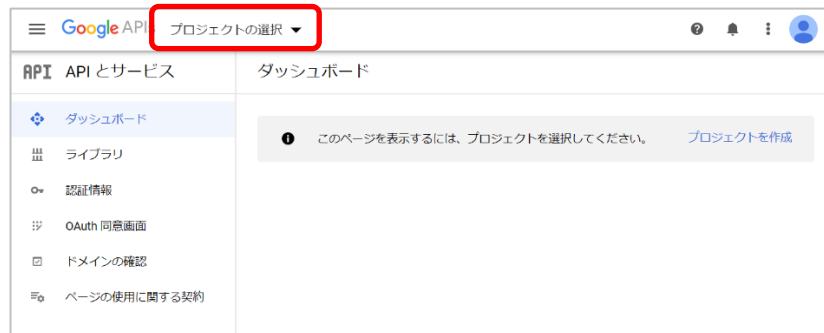 Google APIs プロジェクトの選択
API API とサービス ダッシュボード
ダッシュボード
このページを表示するには、プロジェクトを選択してください。 プロジェクトを作成
ライブラリ
認証情報
OAuth 同意画面
ドメインの確認
ページの使用に関する契約